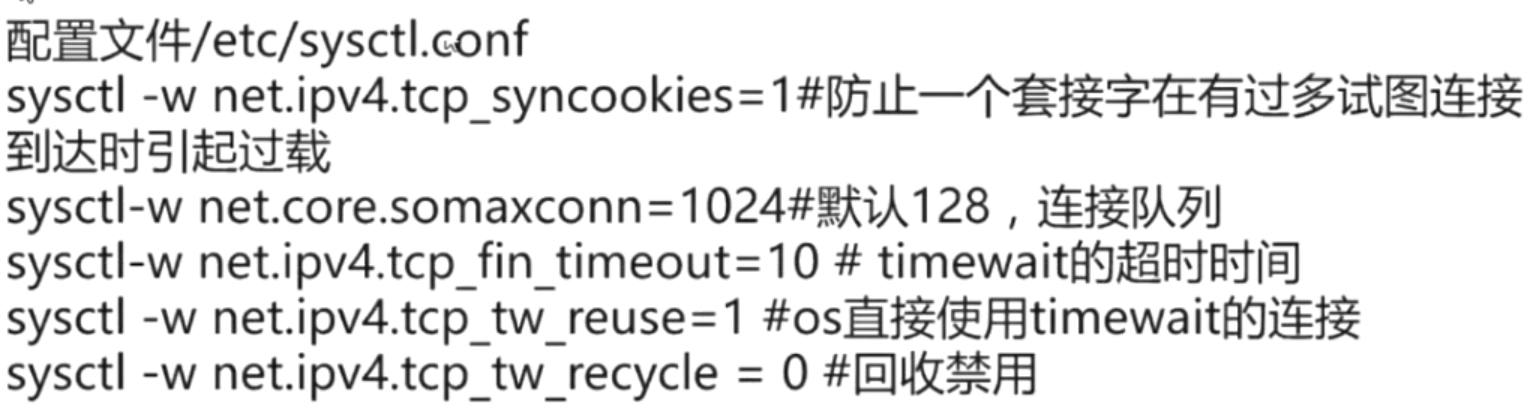 配置文件/etc/sysctl.conf
sysctl -w net.ipv4.tcp_syncookies=1#防止一个套接字在有过多试图连接
到达时引起过载
sysctl-w net.core.somaxconn=1024#默认128，连接队列
sysctl-w net.ipv4.tcp_fin_timeout=10 # timewait的超时时间
sysctl -w net.ipv4.tcp_tw_reuse=1 #os直接使用timewait的连接
sysctl -w net.ipv4.tcp_tw_recycle = 0 #回收禁用